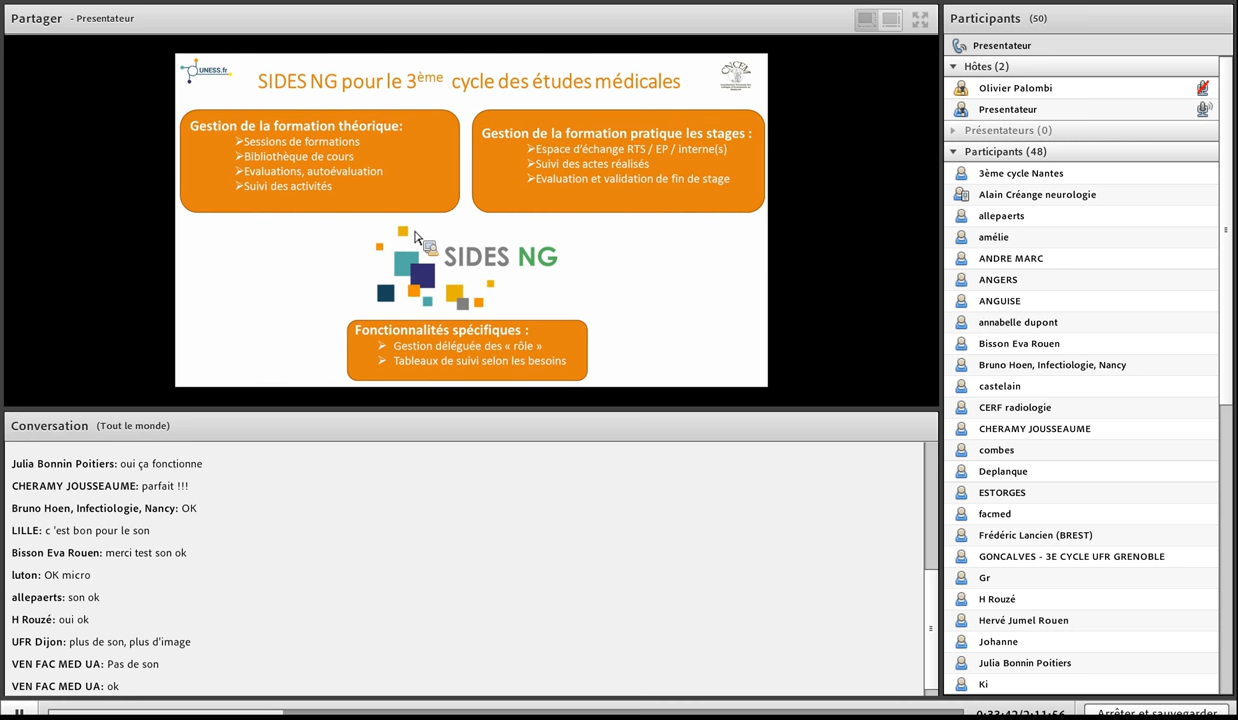 Partager - Presentateur
UNESS.fr
SIDES NG pour le 3ème cycle des études médicales
Gestion de la formation théorique:
➢Sessions de formations
➢Bibliothèque de cours
➢Evaluations, autoévaluation
➢Suivi des activités
Gestion de la formation pratique les stages :
➢Espace d'échange RTS / EP / interne(s)
➢Suivi des actes réalisés
➢Evaluation et validation de fin de stage
SIDES NG
Fonctionnalités spécifiques :
➢ Gestion déléguée des « rôle »
➢ Tableaux de suivi selon les besoins
Conversation (Tout le monde)
Julia Bonnin Poitiers: oui ça fonctionne
CHERAMY JOUSSEAUME: parfait !!!
Bruno Hoen, Infectiologie, Nancy: OK
LILLE: c 'est bon pour le son
Bisson Eva Rouen: merci test son ok
luton: OK micro
allepaerts: son ok
H Rouzé: oui ok
UFR Dijon: plus de son, plus d'image
VEN FAC MED UA: Pas de son
VEN FAC MED UA: ok
Participants (50)
Presentateur
Hôtes (2)
Olivier Palombi
Presentateur
Présentateurs (0)
Participants (48)
3ème cycle Nantes
Alain Créange neurologie
allepaerts
amélie
ANDRE MARC
ANGERS
ANGUISE
annabelle dupont
Bisson Eva Rouen
Bruno Hoen, Infectiologie, Nancy
castelain
CERF radiologie
CHERAMY JOUSSEAUME
combes
Deplanque
ESTORGES
facmed
Frédéric Lancien (BREST)
GONCALVES - 3E CYCLE UFR GRENOBLE
Gr
H Rouzé
Hervé Jumel Rouen
Johanne
Julia Bonnin Poitiers
Ki
0:33:42/2:11:56
Arrêter et sauvegarder